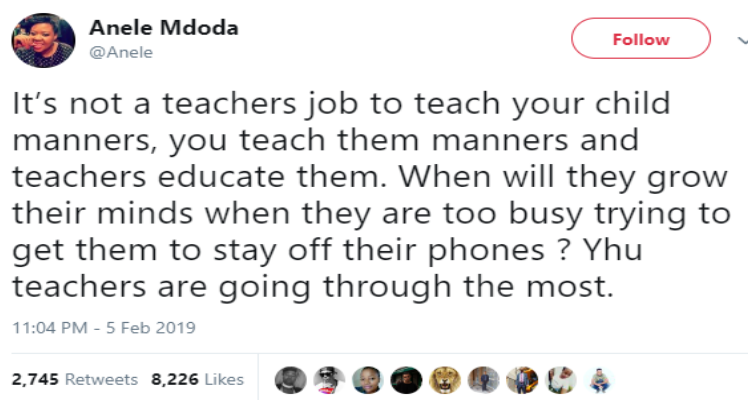 Anele Mdoda
@Anele
Follow
It's not a teachers job to teach your child
manners, you teach them manners and
teachers educate them. When will they grow
their minds when they are too busy trying to
get them to stay off their phones ? Yhu
teachers are going through the most.
11:04 PM - 5 Feb 2019
2,745 Retweets 8,226 Likes